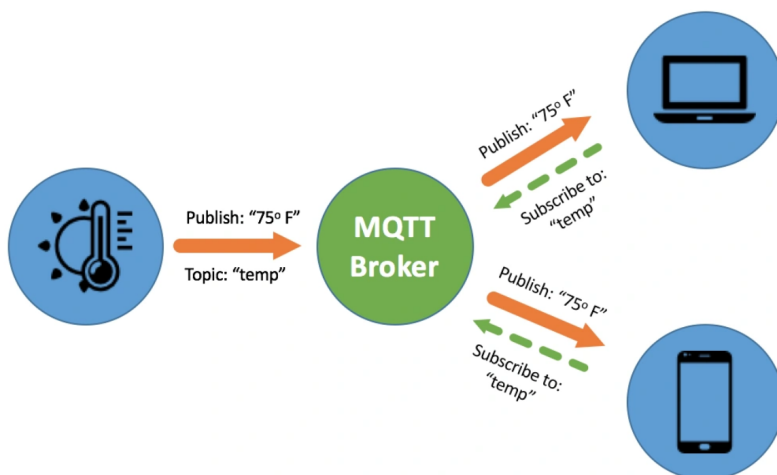 Publish: “75º F”
Topic: “temp”
MQTT
Broker
Publish: “75º F”
Subscribe to:
“temp”
Publish: “75º F”
Subscribe to:
“temp”